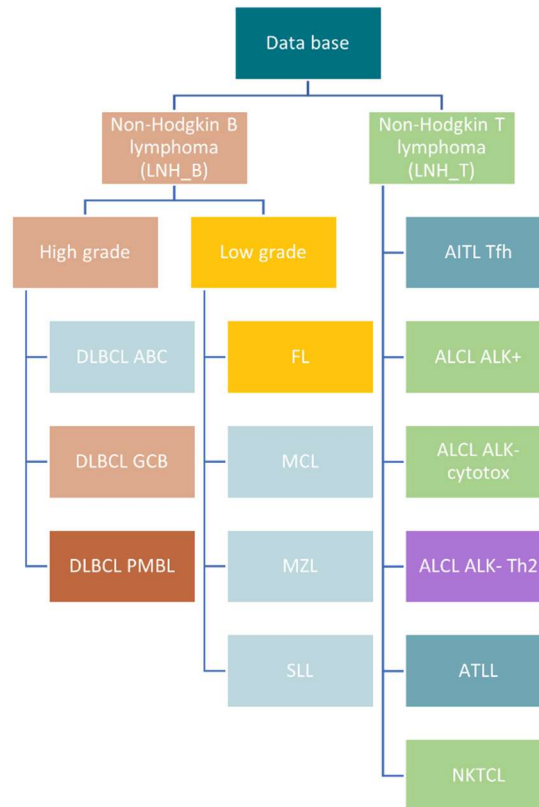 Data base
Non-Hodgkin B
lymphoma
(LNH_B)
Non-Hodgkin T
lymphoma
(LNH_T)
High grade
Low grade
AITL Tfh
DLBCL ABC
FL
ALCL ALK+
DLBCL GCB
MCL
ALCL ALK-
cytotox
DLBCL PMBL
MZL
ALCL ALK- Th2
SLL
ATLL
NKTCL